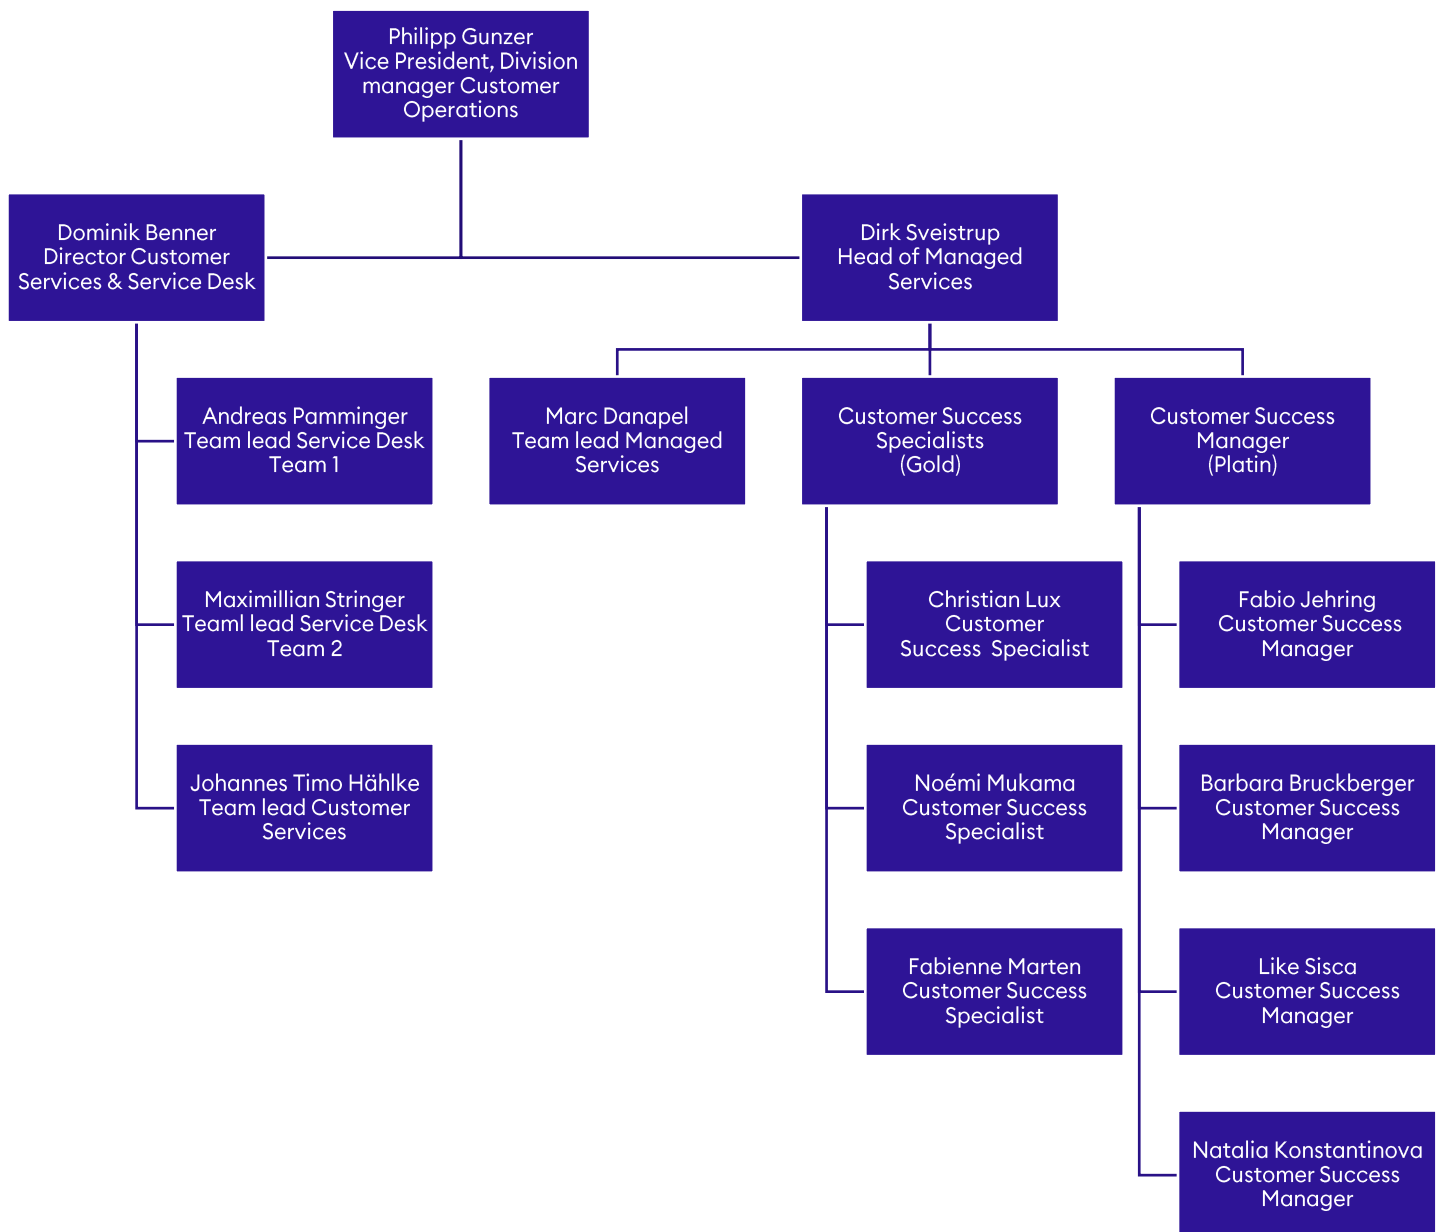 Philipp Gunzer
Vice President, Division
manager Customer
Operations
Dominik Benner
Director Customer
Services & Service Desk
Dirk Sveistrup
Head of Managed
Services
Andreas Pamminger
Team lead Service Desk
Team 1
Marc Danapel
Team lead Managed
Services
Customer Success
Specialists
(Gold)
Customer Success
Manager
(Platin)
Maximillian Stringer
Teaml lead Service Desk
Team 2
Christian Lux
Customer
Success  Specialist
Fabio Jehring
Customer Success
Manager
Johannes Timo Hählke
Team lead Customer
Services
Noémi Mukama
Customer Success
Specialist
Barbara Bruckberger
Customer Success
Manager
Fabienne Marten
Customer Success
Specialist
Like Sisca
Customer Success
Manager
Natalia Konstantinova
Customer Success
Manager